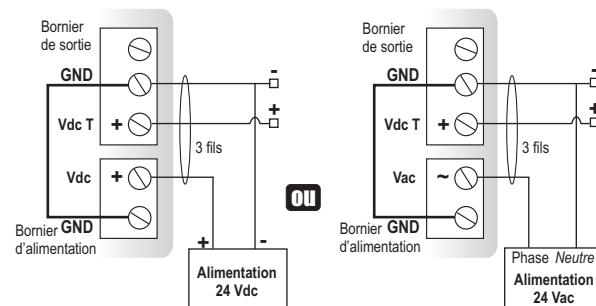 Bornier
de sortie
GND
-
+
Vdc T
+
3 fils
Vdc
+
Bornier GND
d'alimentation
+
-
Alimentation
24 Vdc
ou
Bornier
de sortie
GND
-
+
Vdc T
+
3 fils
Vac
~
Bornier GND
d'alimentation
Phase Neutre
Alimentation
24 Vac